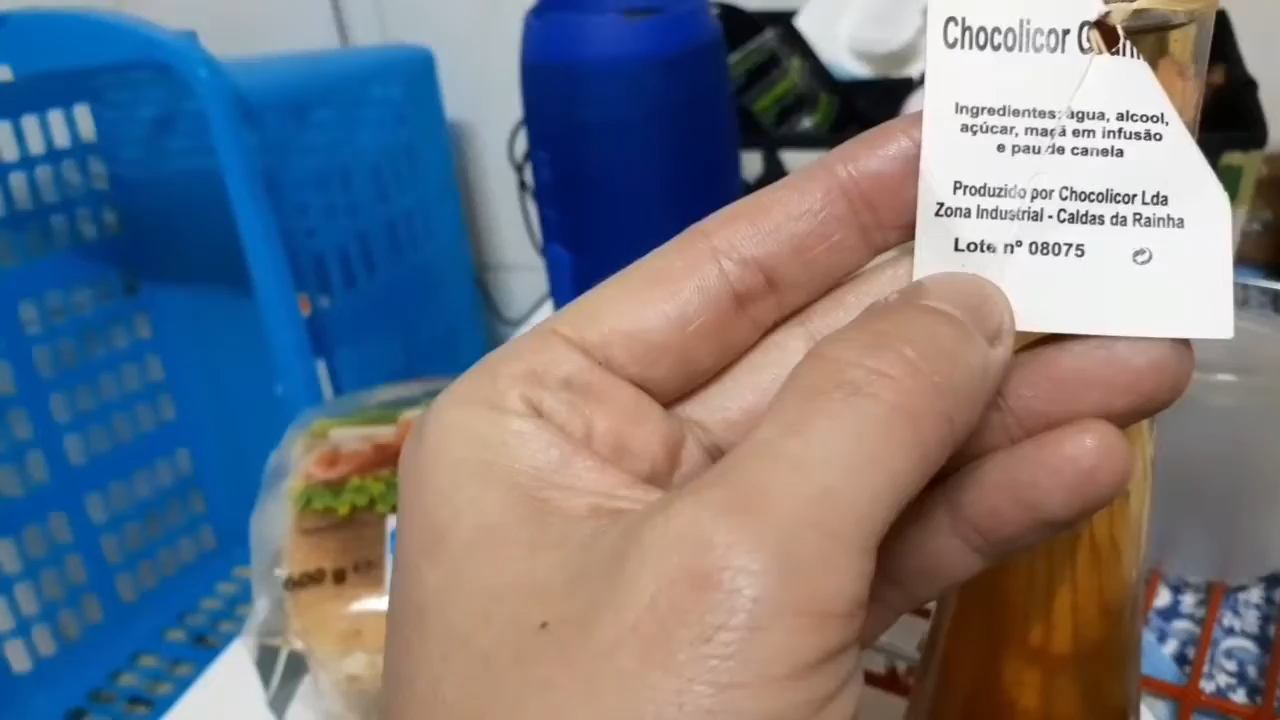 Chocolicor
Ingredientes: água, alcool,
açúcar, maçã em infusão
e pau de canela
Produzido por Chocolicor Lda
Zona Industrial - Caldas da Rainha
Lote nº 08075
600 g